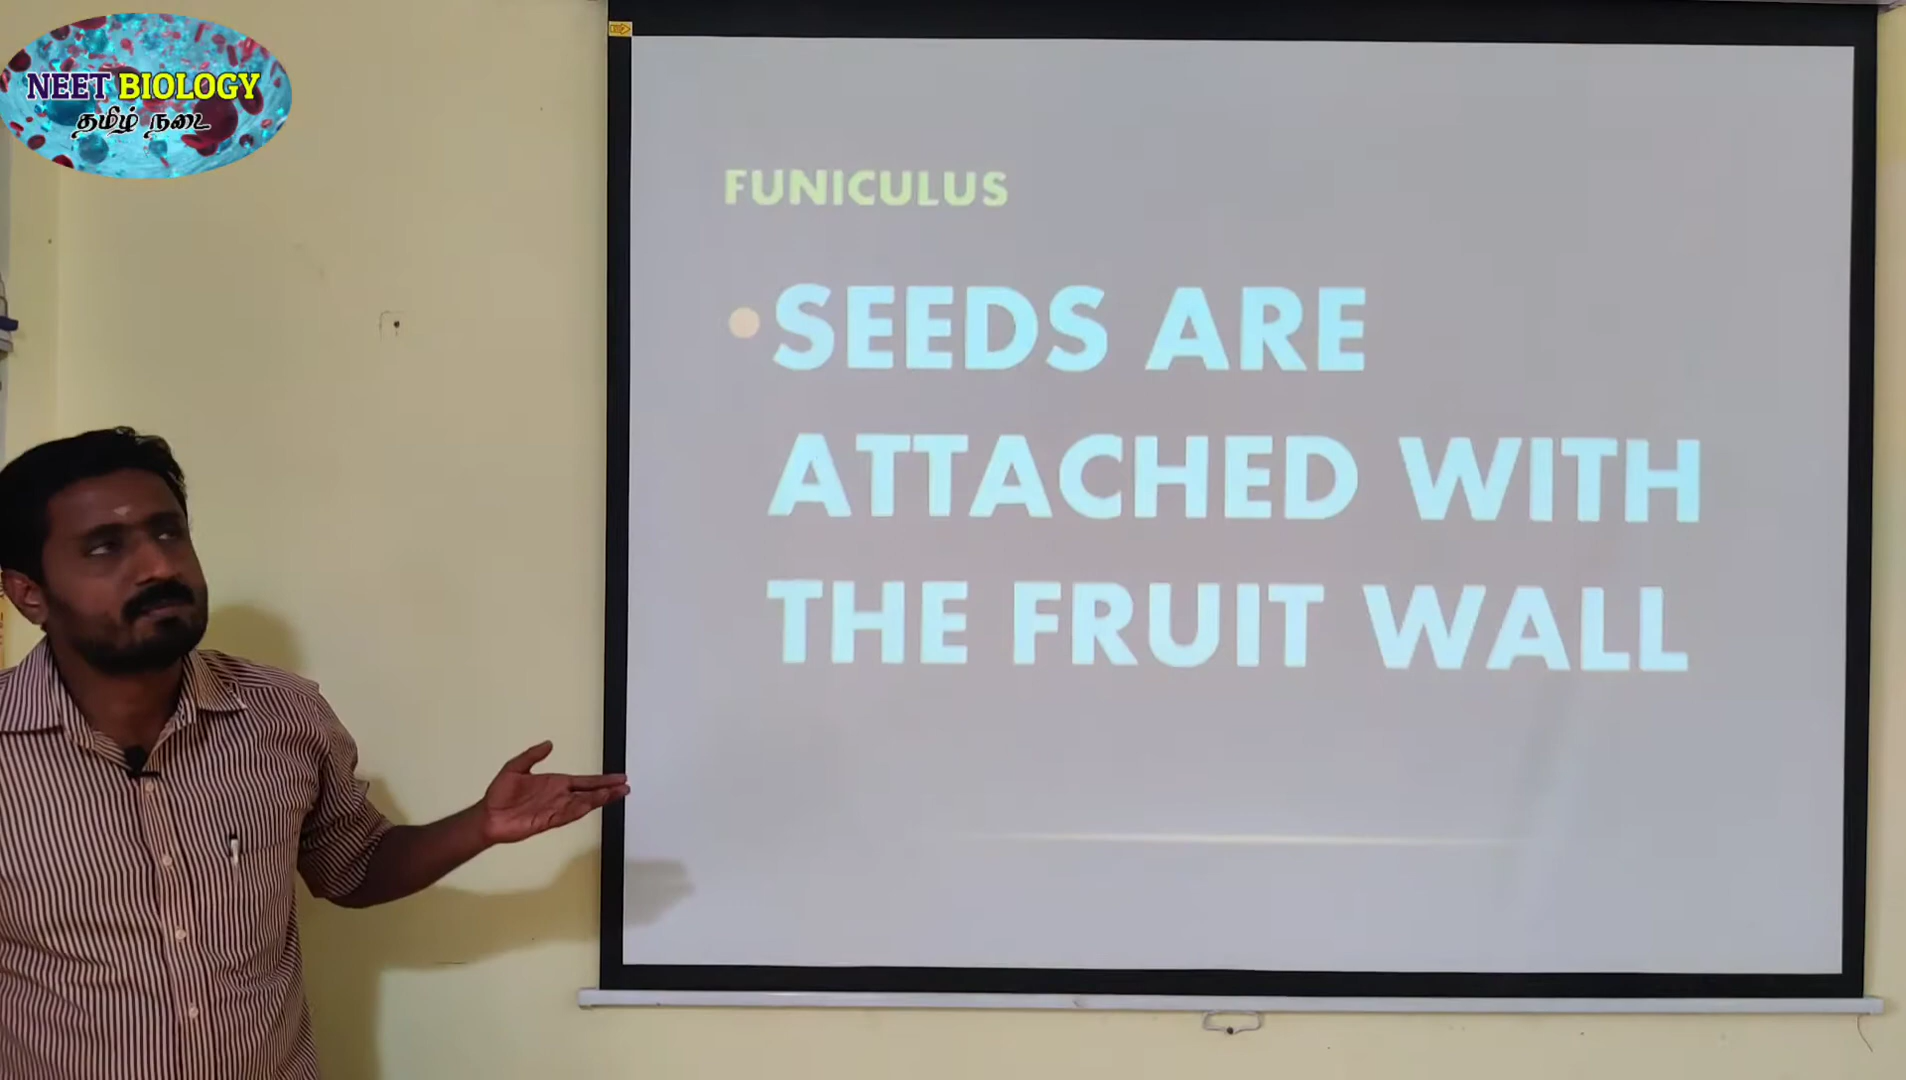 NEET BIOLOGY
தமிழ் நடை
FUNICULUS
•SEEDS ARE
ATTACHED WITH
THE FRUIT WALL